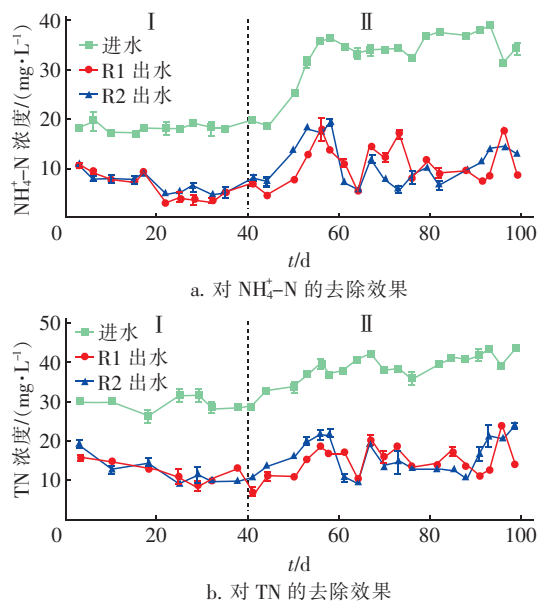 Ⅰ Ⅱ
40
30
20
10
进水
R1 出水
R2 出水
NH₄⁺-N 浓度/(mg·L⁻¹)
0 20 40 60 80 100
t/d
a. 对 NH₄⁺-N 的去除效果
Ⅰ Ⅱ
50
40
30
20
10
进水
R1 出水
R2 出水
TN 浓度/(mg·L⁻¹)
0 20 40 60 80 100
t/d
b. 对 TN 的去除效果